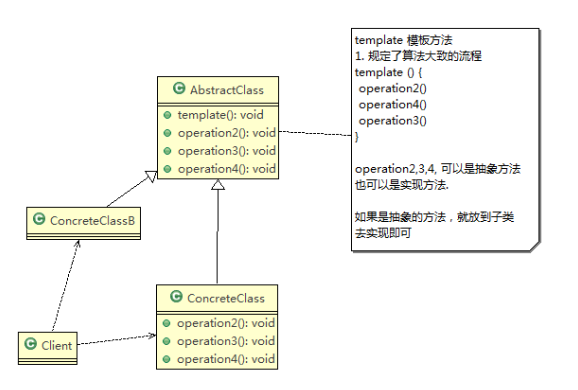 AbstractClass
template(): void
operation2(): void
operation3(): void
operation4(): void
template 模板方法
1. 规定了算法大致的流程
template () {
operation2()
operation4()
operation3()
}
operation2,3,4, 可以是抽象方法
也可以是实现方法.
如果是抽象的方法，就放到子类
去实现即可
ConcreteClassB
ConcreteClass
operation2(): void
operation3(): void
operation4(): void
Client